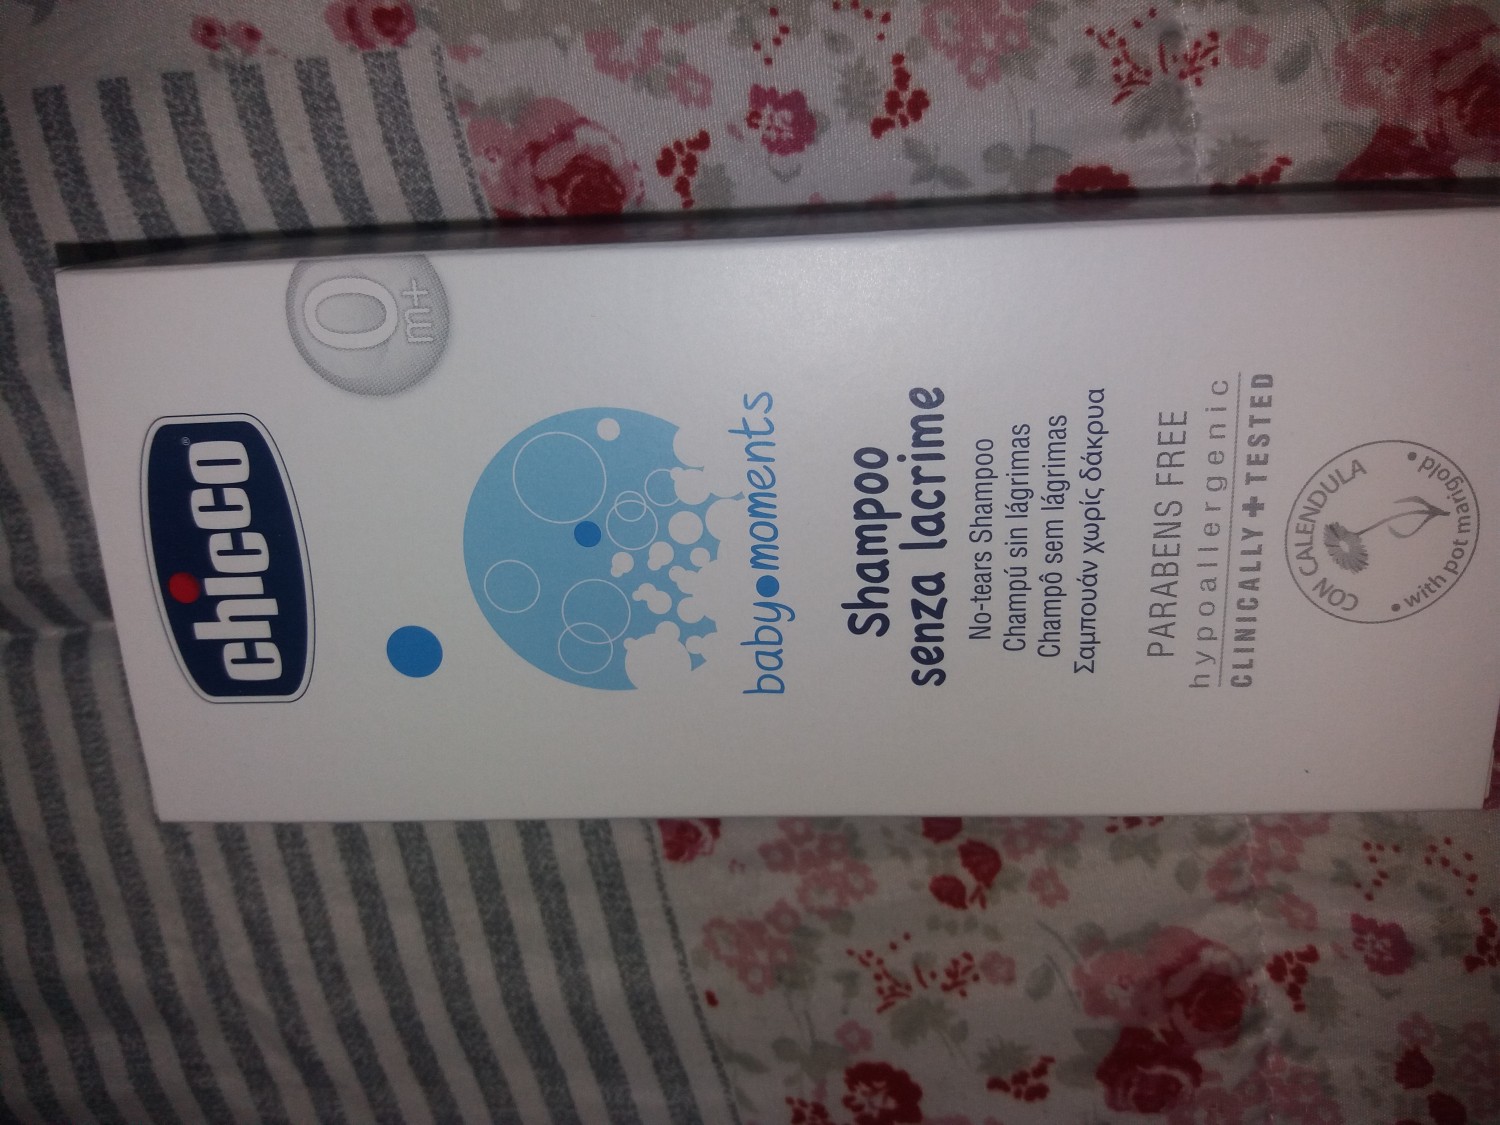 0
m+
chicco®
baby•moments
Shampoo
senza lacrime
No-tears Shampoo
Champú sin lágrimas
Champô sem lágrimas
Σαμπουάν χωρίς δάκρυα
PARABENS FREE
hypoallergenic
CLINICALLY+TESTED
CON CALENDULA
• with pot marigold •